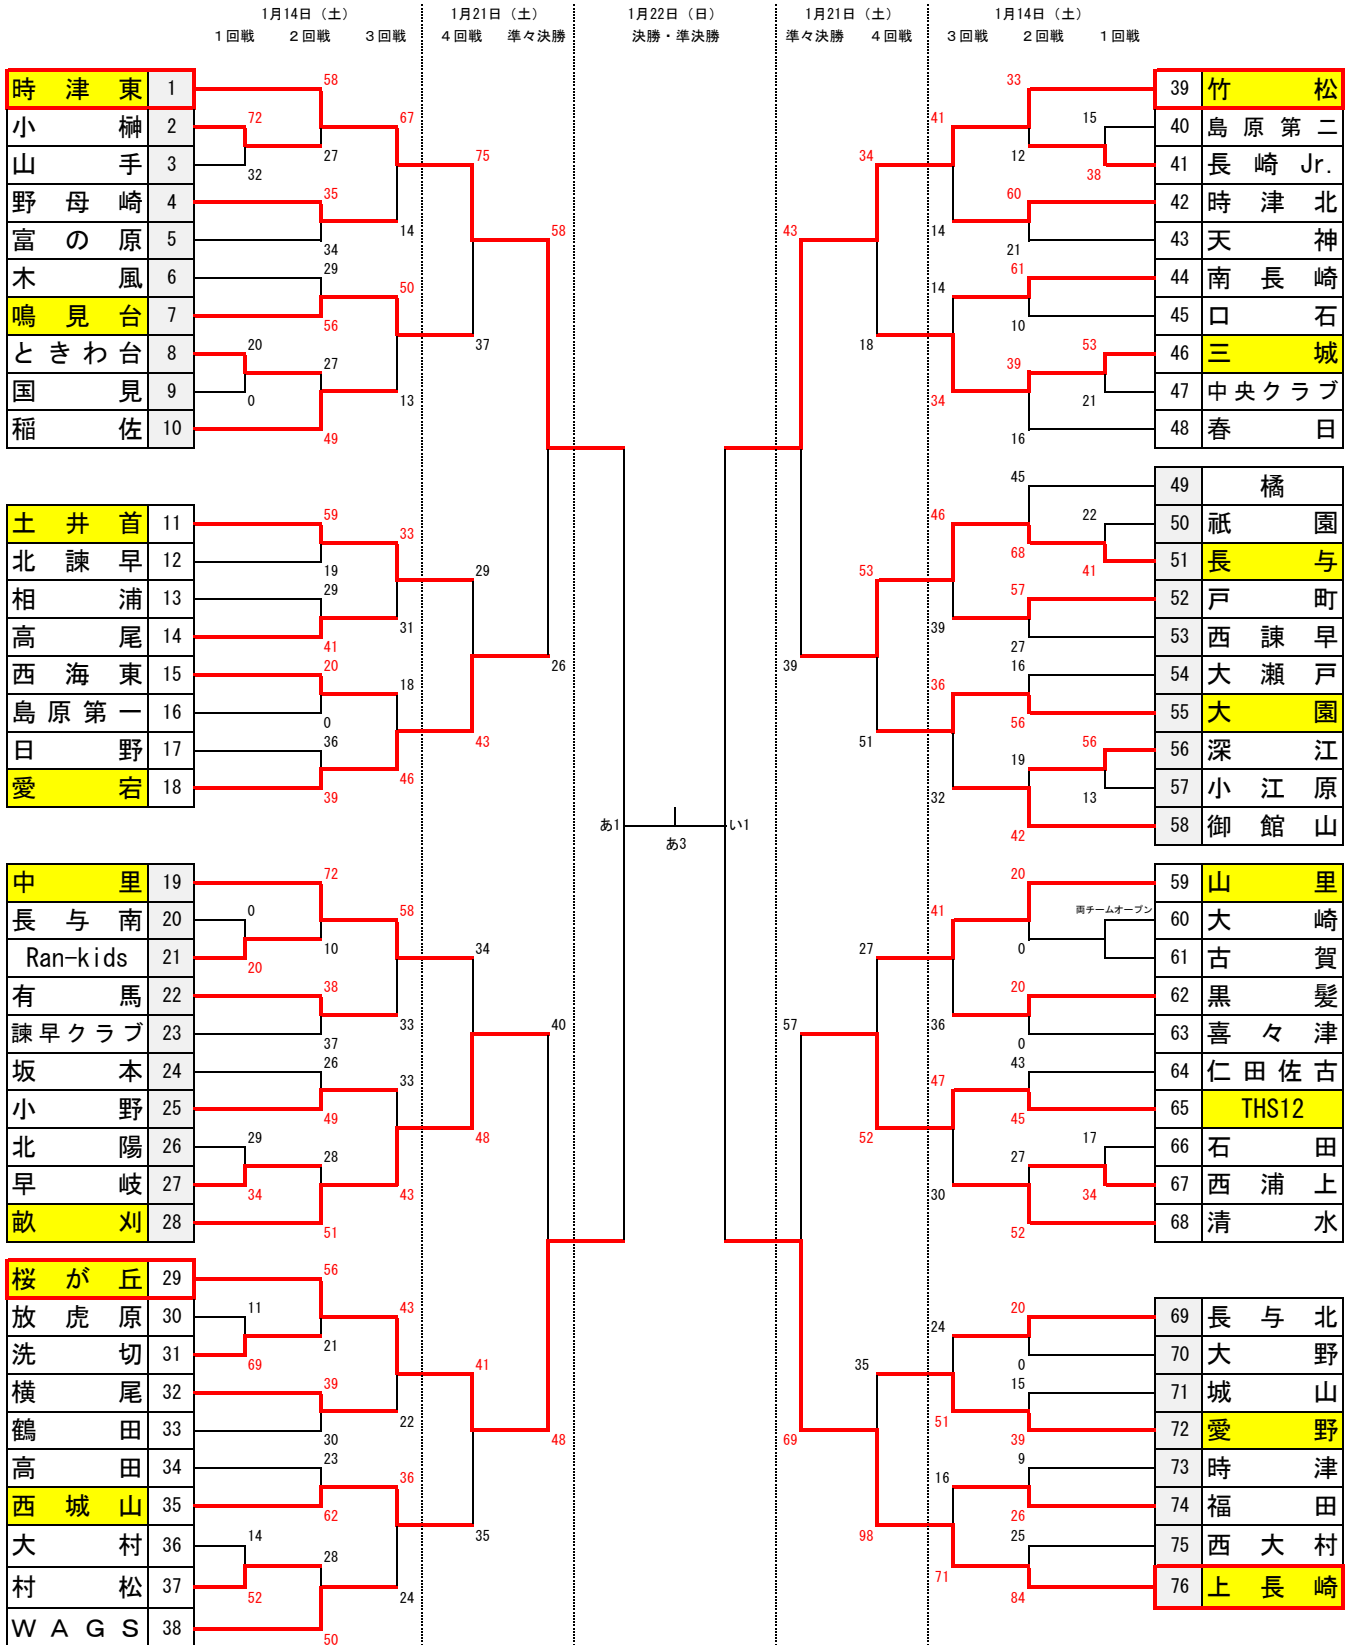 1月14日（土） 1月21日（土） 1月22日（日） 1月21日（土） 1月14日（土）
1回戦 2回戦 3回戦 4回戦 準々決勝 決勝・準決勝 準々決勝 4回戦 3回戦 2回戦 1回戦
時津東 1
小榊 2
山手 3
野母崎 4
富の原 5
木風 6
鳴見台 7
ときわ台 8
国見 9
稲佐 10
58
72
27
32
67
35
34
14
75
29
56
50
20
0
27
49
13
37
58
土井首 11
北諫早 12
相浦 13
高尾 14
西海東 15
島原第一 16
日野 17
愛宕 18
59
19
33
29
41
31
29
20
0
18
36
39
46
43
26
中里 19
長与南 20
Ran-kids 21
有馬 22
諫早クラブ 23
坂本 24
小野 25
北陽 26
早岐 27
畝刈 28
72
0
20
10
58
38
37
33
34
26
49
33
29
34
28
51
43
48
40
桜が丘 29
放虎原 30
洗切 31
横尾 32
鶴田 33
高田 34
西城山 35
大村 36
村松 37
ＷＡＧＳ 38
56
11
69
21
43
39
30
22
41
23
62
36
14
52
28
50
24
35
48
あ1
あ3
い1
39 竹松
40 島原第二
41 長崎Jr.
42 時津北
43 天神
44 南長崎
45 口石
46 三城
47 中央クラブ
48 春日
33
15
38
12
41
60
21
14
34
61
10
14
53
21
39
16
34
18
43
49 橘
50 祇園
51 長与
52 戸町
53 西諫早
54 大瀬戸
55 大園
56 深江
57 小江原
58 御館山
45
22
41
68
46
57
27
39
53
16
56
36
56
13
19
42
32
51
39
59 山里
60 大崎
61 古賀
62 黒髪
63 喜々津
64 仁田佐古
65 THS12
66 石田
67 西浦上
68 清水
20
両チームオープン
0
41
20
0
36
27
43
45
47
17
34
27
52
30
52
57
69 長与北
70 大野
71 城山
72 愛野
73 時津
74 福田
75 西大村
76 上長崎
20
0
24
15
39
51
35
9
26
16
25
84
71
98
69